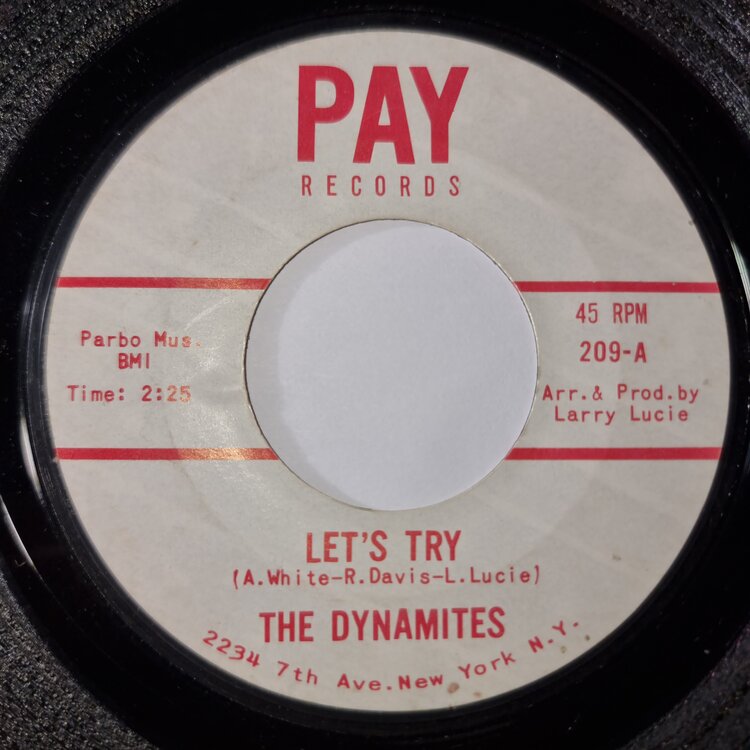 PAY
RECORDS
Parbo Mus.
BMI
Time: 2:25
45 RPM
209-A
Arr.& Prod.by
Larry Lucie
LET'S TRY
(A.White-R.Davis-L.Lucie)
THE DYNAMITES
2234 7th Ave.New York N.Y.